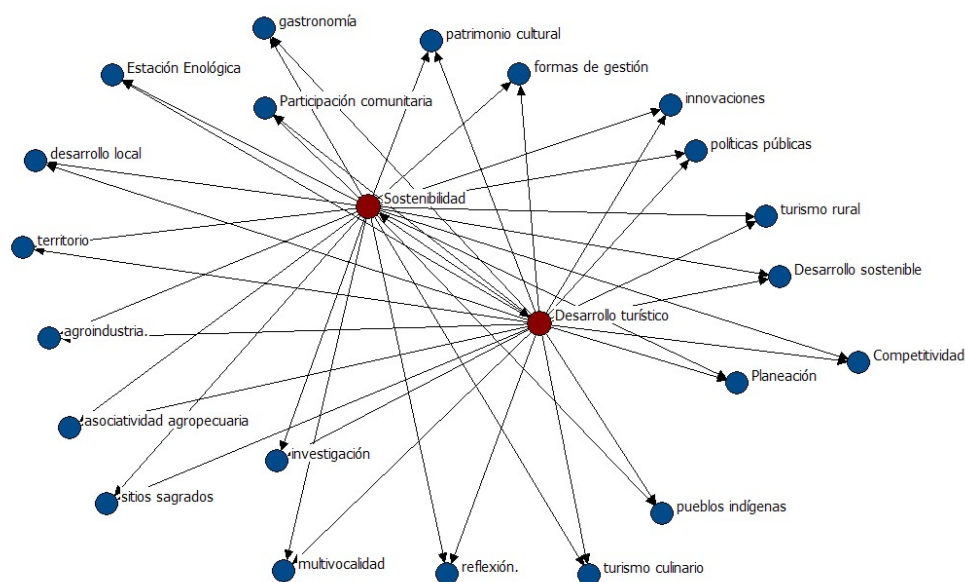 gastronomía
patrimonio cultural
Estación Enológica
formas de gestión
Participación comunitaria
innovaciones
desarrollo local
políticas públicas
Sostenibilidad
turismo rural
territorio
Desarrollo sostenible
Desarrollo turístico
agroindustria.
Competitividad
Planeación
asociatividad agropecuaria
investigación
sitios sagrados
pueblos indígenas
multivocalidad
reflexión.
turismo culinario